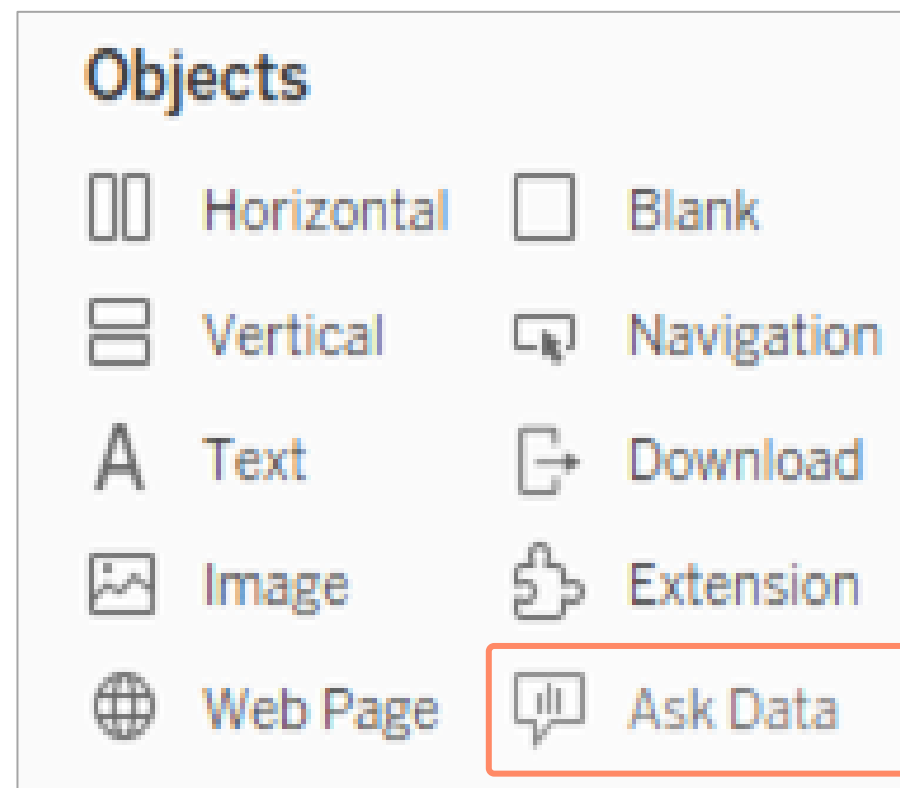 Objects
Horizontal Blank
Vertical Navigation
Text Download
Image Extension
Web Page Ask Data